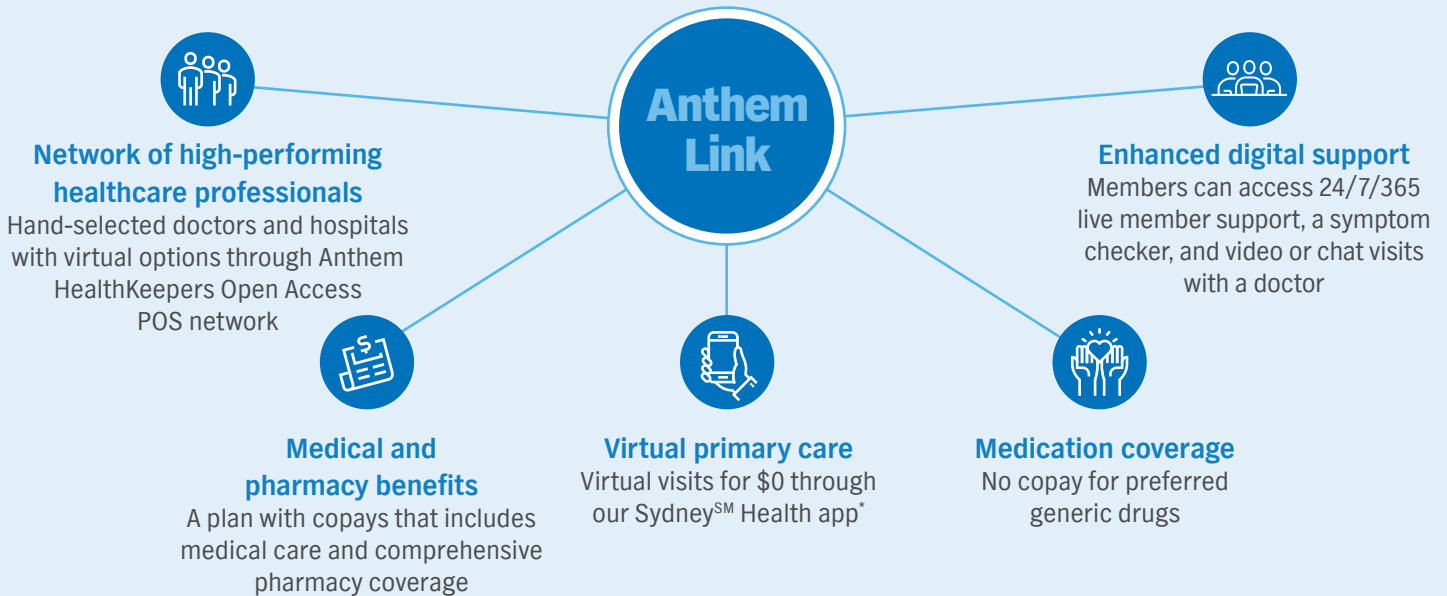 Anthem
Link
Network of high-performing
healthcare professionals
Hand-selected doctors and hospitals
with virtual options through Anthem
HealthKeepers Open Access
POS network
Enhanced digital support
Members can access 24/7/365
live member support, a symptom
checker, and video or chat visits
with a doctor
Medical and
pharmacy benefits
A plan with copays that includes
medical care and comprehensive
pharmacy coverage
Virtual primary care
Virtual visits for $0 through
our Sydney℠ Health app*
Medication coverage
No copay for preferred
generic drugs